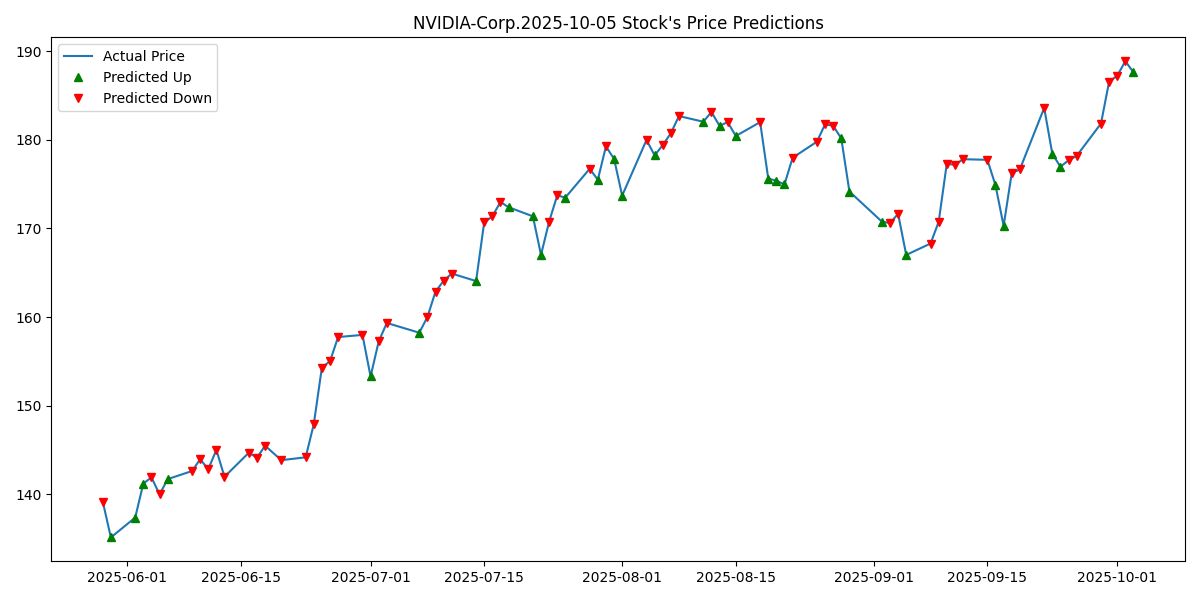 NVIDIA-Corp.2025-10-05 Stock's Price Predictions
Actual Price
Predicted Up
Predicted Down
190
180
170
160
150
140
2025-06-01 2025-06-15 2025-07-01 2025-07-15 2025-08-01 2025-08-15 2025-09-01 2025-09-15 2025-10-01